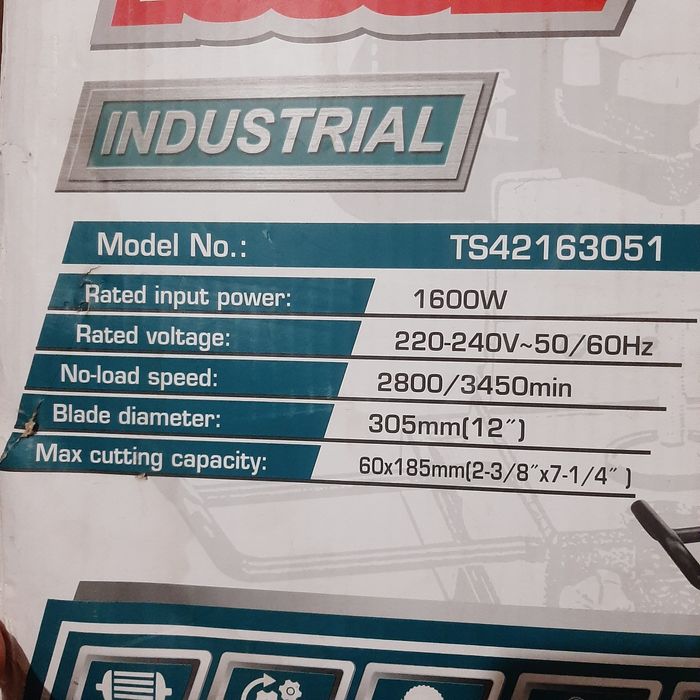 INDUSTRIAL
Model No.: TS42163051
Rated input power: 1600W
Rated voltage: 220-240V~50/60Hz
No-load speed: 2800/3450min
Blade diameter: 305mm(12˝)
Max cutting capacity: 60x185mm(2-3/8˝x7-1/4˝ )